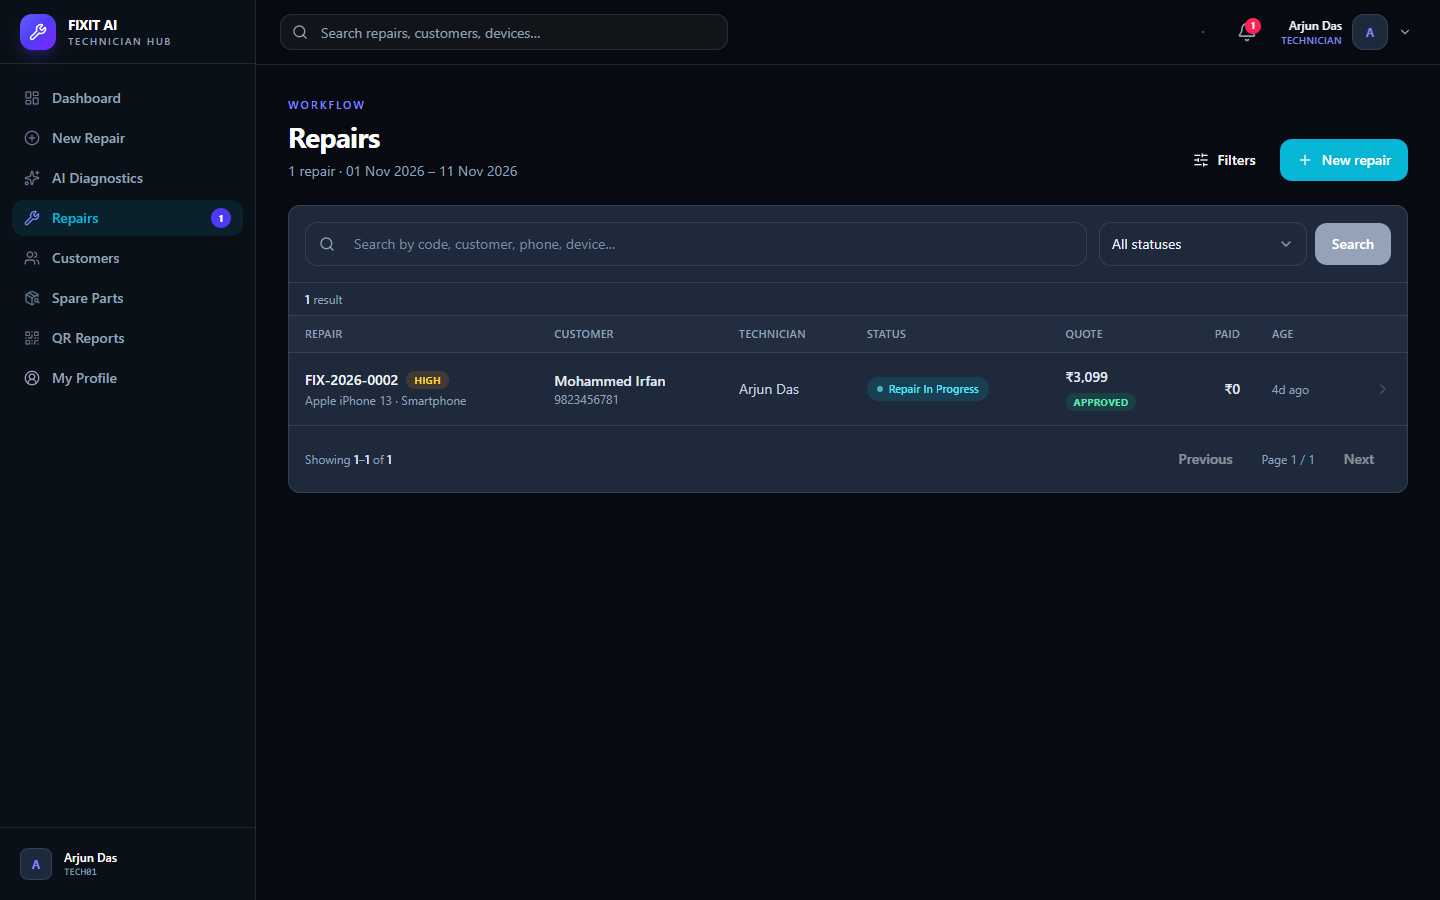 FIXIT AI
TECHNICIAN HUB
Search repairs, customers, devices...
1
Arjun Das
TECHNICIAN
A
Dashboard
New Repair
AI Diagnostics
Repairs 1
Customers
Spare Parts
QR Reports
My Profile
WORKFLOW
Repairs
1 repair · 01 Nov 2026 – 11 Nov 2026
Filters
New repair
Search by code, customer, phone, device...
All statuses
Search
1 result
REPAIR CUSTOMER TECHNICIAN STATUS QUOTE PAID AGE
FIX-2026-0002 HIGH
Apple iPhone 13 · Smartphone
Mohammed Irfan
9823456781
Arjun Das
Repair In Progress
₹3,099
APPROVED
₹0
4d ago
Showing 1–1 of 1
Previous
Page 1 / 1
Next
A
Arjun Das
TECH01